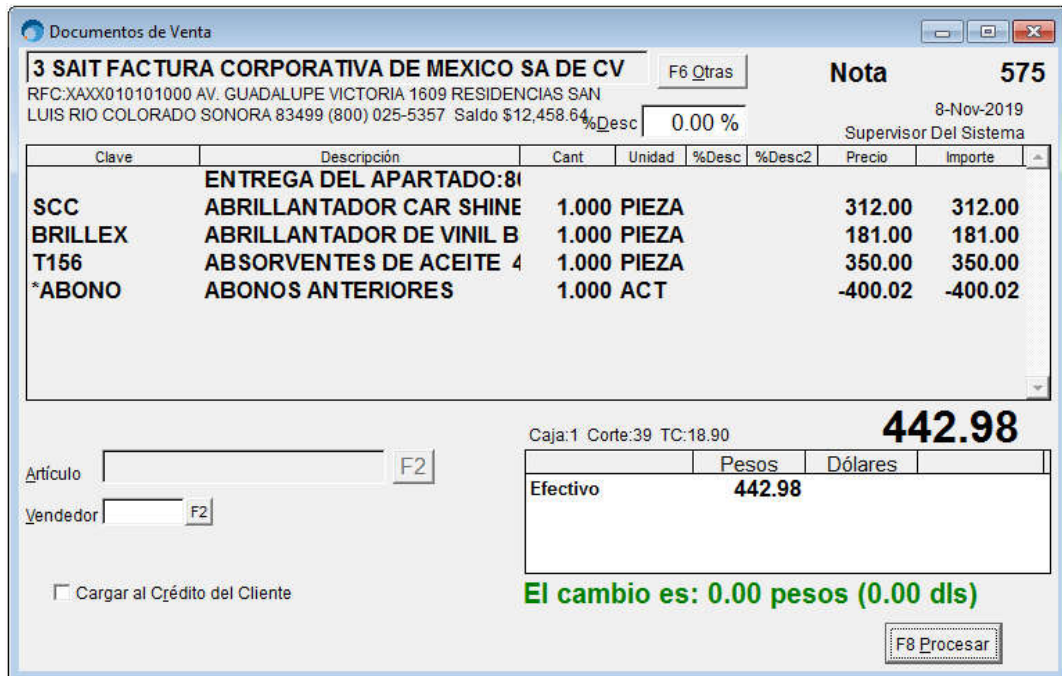 Documentos de Venta
3 SAIT FACTURA CORPORATIVA DE MEXICO SA DE CV F6 Otras Nota 575
RFC:XAXX010101000 AV. GUADALUPE VICTORIA 1609 RESIDENCIAS SAN
LUIS RIO COLORADO SONORA 83499 (800) 025-5357 Saldo $12,458.64 %Desc 0.00 % 8-Nov-2019
Supervisor Del Sistema
Clave Descripción Cant Unidad %Desc %Desc2 Precio Importe
ENTREGA DEL APARTADO:8
SCC ABRILLANTADOR CAR SHINE 1.000 PIEZA 312.00 312.00
BRILLEX ABRILLANTADOR DE VINIL B 1.000 PIEZA 181.00 181.00
T156 ABSORVENTES DE ACEITE 4 1.000 PIEZA 350.00 350.00
*ABONO ABONOS ANTERIORES 1.000 ACT -400.02 -400.02
Caja:1 Corte:39 TC:18.90 442.98
Artículo F2
Pesos Dólares
Efectivo 442.98
Vendedor F2
Cargar al Crédito del Cliente
El cambio es: 0.00 pesos (0.00 dls)
F8 Procesar